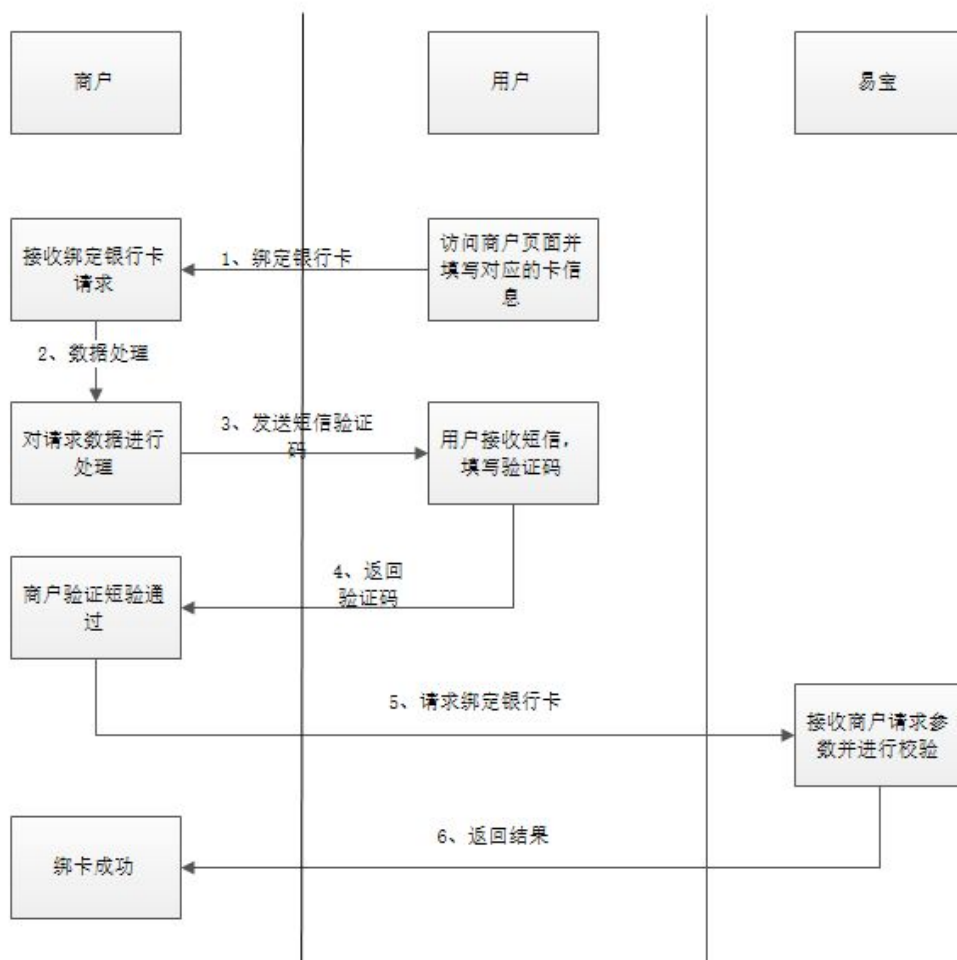 商户
用户
易宝
接收绑定银行卡
请求
1、绑定银行卡
访问商户页面并
填写对应的卡信
息
2、数据处理
对请求数据进行
处理
3、发送短信验证
码
用户接收短信，
填写验证码
4、返回
验证码
商户验证短验通
过
5、请求绑定银行卡
接收商户请求参
数并进行校验
6、返回结果
绑卡成功